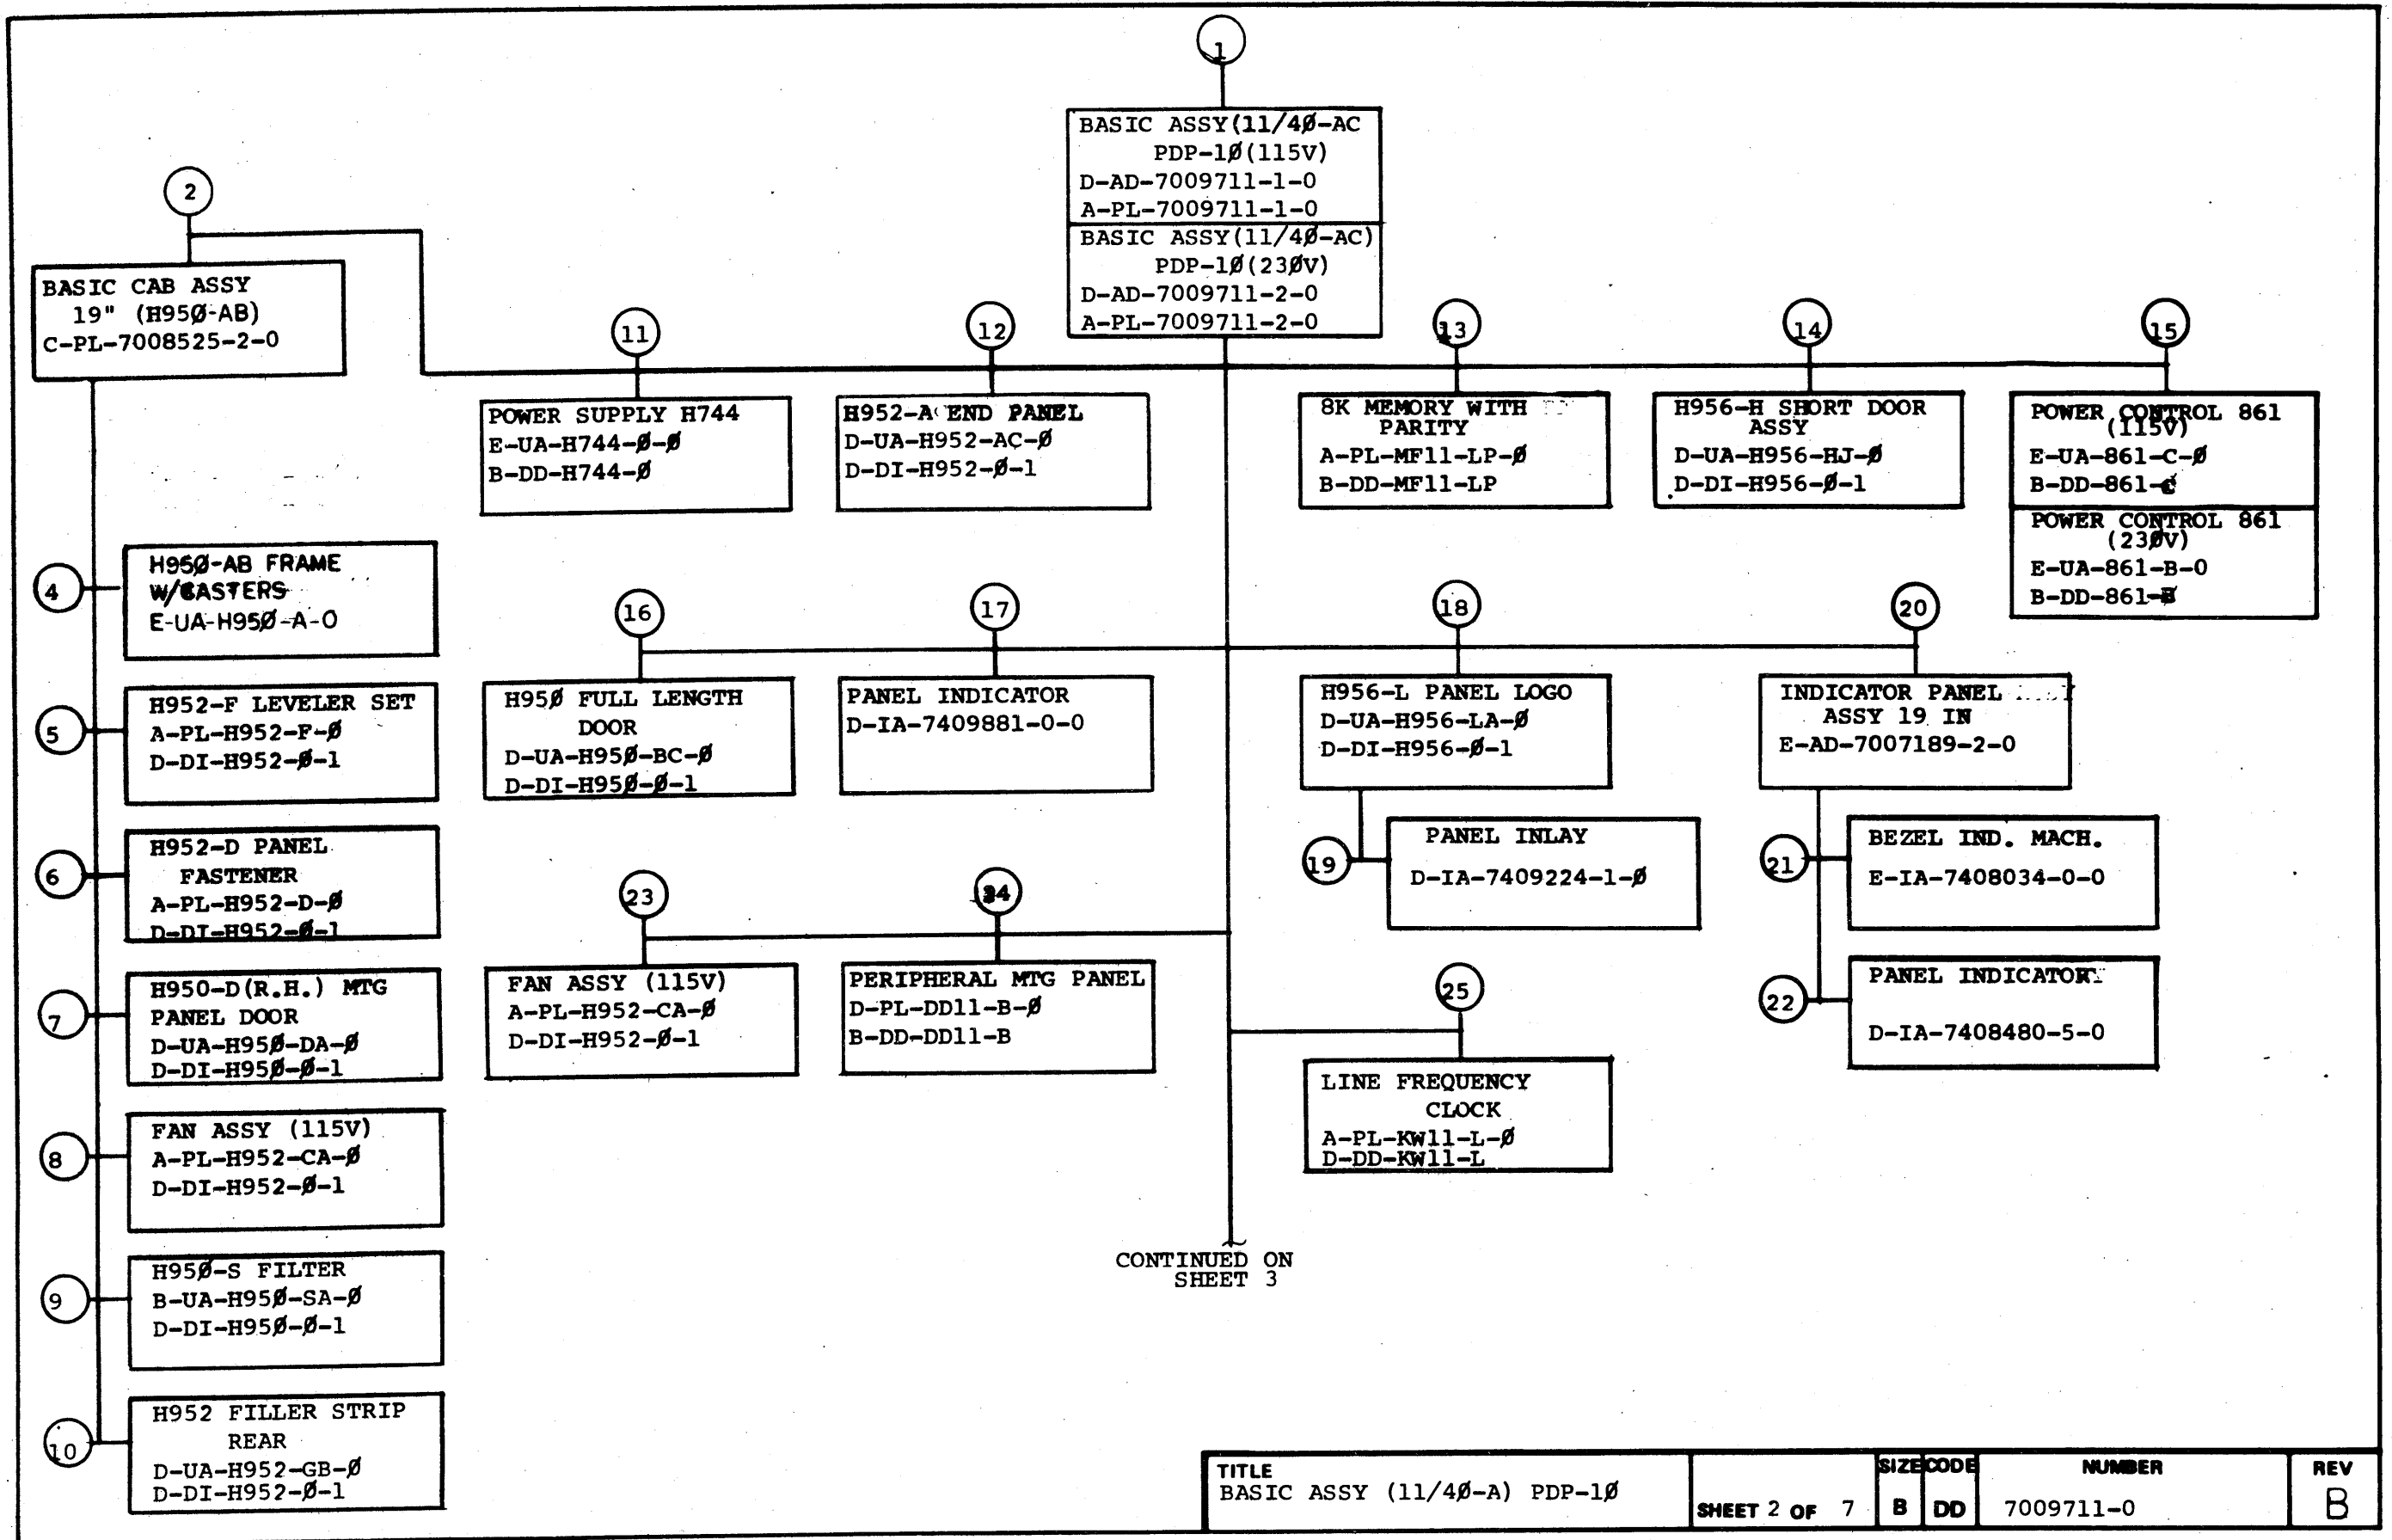 1
BASIC ASSY(11/4Ø-AC
PDP-1Ø(115V)
D-AD-7009711-1-0
A-PL-7009711-1-0
BASIC ASSY(11/4Ø-AC)
PDP-1Ø(23ØV)
D-AD-7009711-2-0
A-PL-7009711-2-0
2
BASIC CAB ASSY
19" (H95Ø-AB)
C-PL-7008525-2-0
11
POWER SUPPLY H744
E-UA-H744-Ø-Ø
B-DD-H744-Ø
12
H952-A END PANEL
D-UA-H952-AC-Ø
D-DI-H952-Ø-1
13
8K MEMORY WITH
PARITY
A-PL-MF11-LP-Ø
B-DD-MF11-LP
14
H956-H SHORT DOOR
ASSY
D-UA-H956-HJ-Ø
D-DI-H956-Ø-1
15
POWER CONTROL 861
(115V)
E-UA-861-C-Ø
B-DD-861-C
POWER CONTROL 861
(23ØV)
E-UA-861-B-0
B-DD-861-B
4
H95Ø-AB FRAME
W/CASTERS
E-UA-H95Ø-A-O
5
H952-F LEVELER SET
A-PL-H952-F-Ø
D-DI-H952-Ø-1
6
H952-D PANEL
FASTENER
A-PL-H952-D-Ø
D-DI-H952-Ø-1
7
H950-D(R.H.) MTG
PANEL DOOR
D-UA-H95Ø-DA-Ø
D-DI-H95Ø-Ø-1
8
FAN ASSY (115V)
A-PL-H952-CA-Ø
D-DI-H952-Ø-1
9
H95Ø-S FILTER
B-UA-H95Ø-SA-Ø
D-DI-H95Ø-Ø-1
10
H952 FILLER STRIP
REAR
D-UA-H952-GB-Ø
D-DI-H952-Ø-1
16
H95Ø FULL LENGTH
DOOR
D-UA-H95Ø-BC-Ø
D-DI-H95Ø-Ø-1
17
PANEL INDICATOR
D-IA-7409881-0-0
18
H956-L PANEL LOGO
D-UA-H956-LA-Ø
D-DI-H956-Ø-1
19
PANEL INLAY
D-IA-7409224-1-Ø
20
INDICATOR PANEL
ASSY 19 IN
E-AD-7007189-2-0
21
BEZEL IND. MACH.
E-IA-7408034-0-0
22
PANEL INDICATOR
D-IA-7408480-5-0
23
FAN ASSY (115V)
A-PL-H952-CA-Ø
D-DI-H952-Ø-1
24
PERIPHERAL MTG PANEL
D-PL-DD11-B-Ø
B-DD-DD11-B
25
LINE FREQUENCY
CLOCK
A-PL-KW11-L-Ø
D-DD-KW11-L
CONTINUED ON
SHEET 3
TITLE
BASIC ASSY (11/4Ø-A) PDP-1Ø
SHEET 2 OF 7
SIZE
B
CODE
DD
NUMBER
7009711-0
REV
B